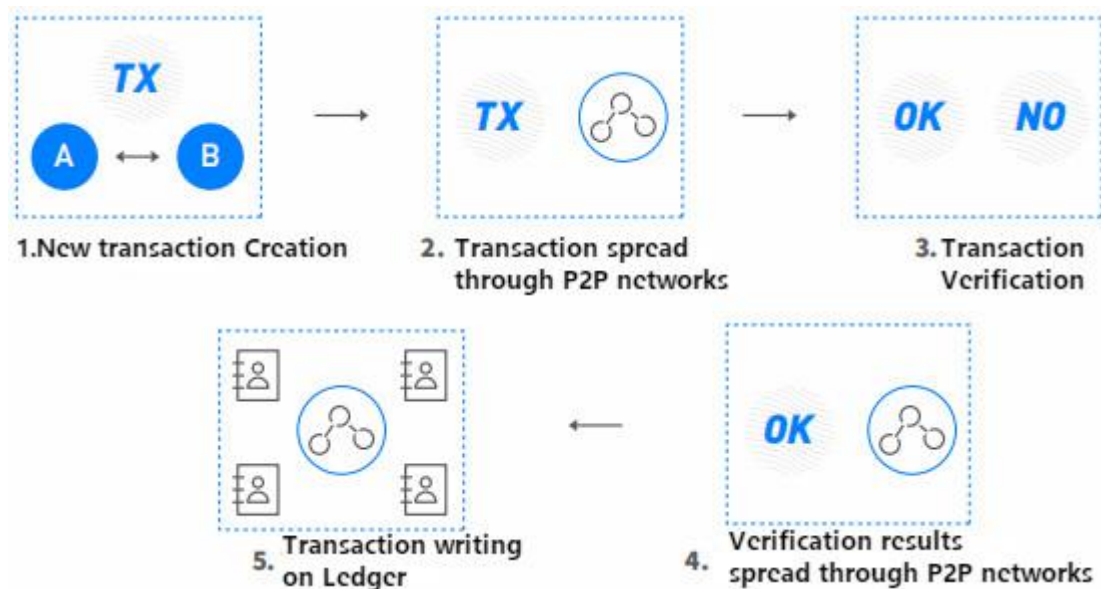 TX
A
B
1.New transaction Creation
TX
2. Transaction spread
through P2P networks
OK
NO
3. Transaction
Verification
OK
4. Verification results
spread through P2P networks
5. Transaction writing
on Ledger